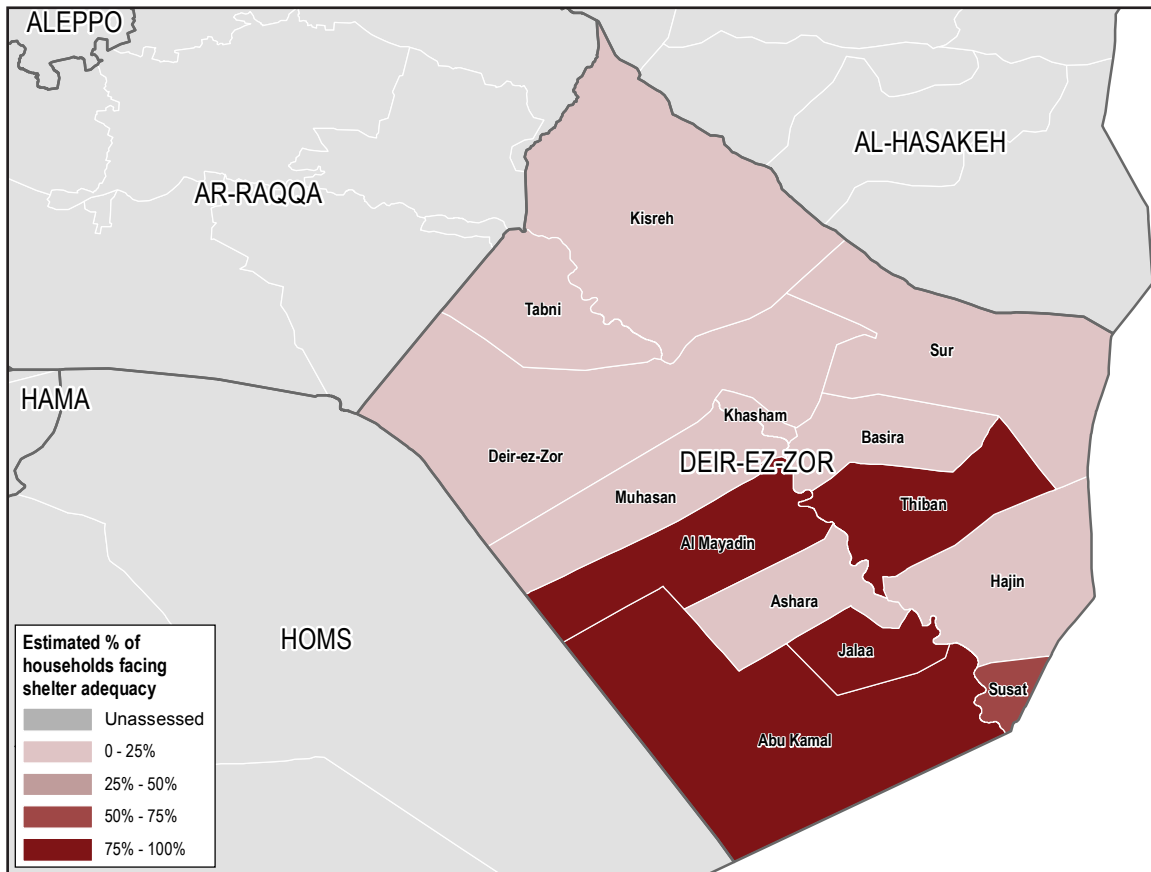 ALEPPO
AL-HASAKEH
AR-RAQQA
Kisreh
Tabni
Sur
HAMA
Khasham
Basira
Deir-ez-Zor
DEIR-EZ-ZOR
Muhasan
Thiban
Al Mayadin
Hajin
Ashara
HOMS
Jalaa
Susat
Abu Kamal
Estimated % of
households facing
shelter adequacy
Unassessed
0 - 25%
25% - 50%
50% - 75%
75% - 100%